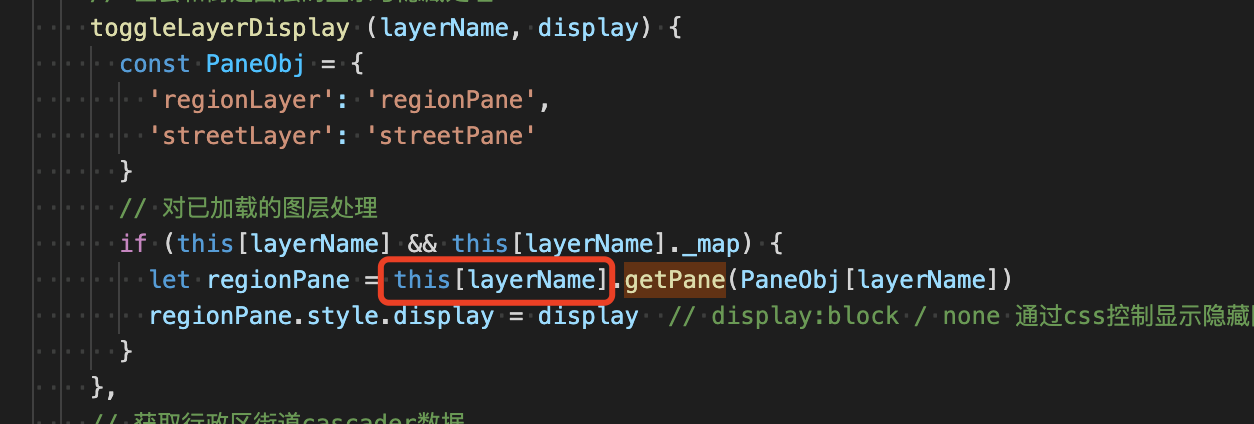 toggleLayerDisplay (layerName, display) {
const PaneObj = {
'regionLayer': 'regionPane',
'streetLayer': 'streetPane'
}
// 对已加载的图层处理
if (this[layerName] && this[layerName]._map) {
let regionPane = this[layerName].getPane(PaneObj[layerName])
regionPane.style.display = display // display:block / none 通过css控制显示隐藏
}
},
// 获取行政区街道cascader数据